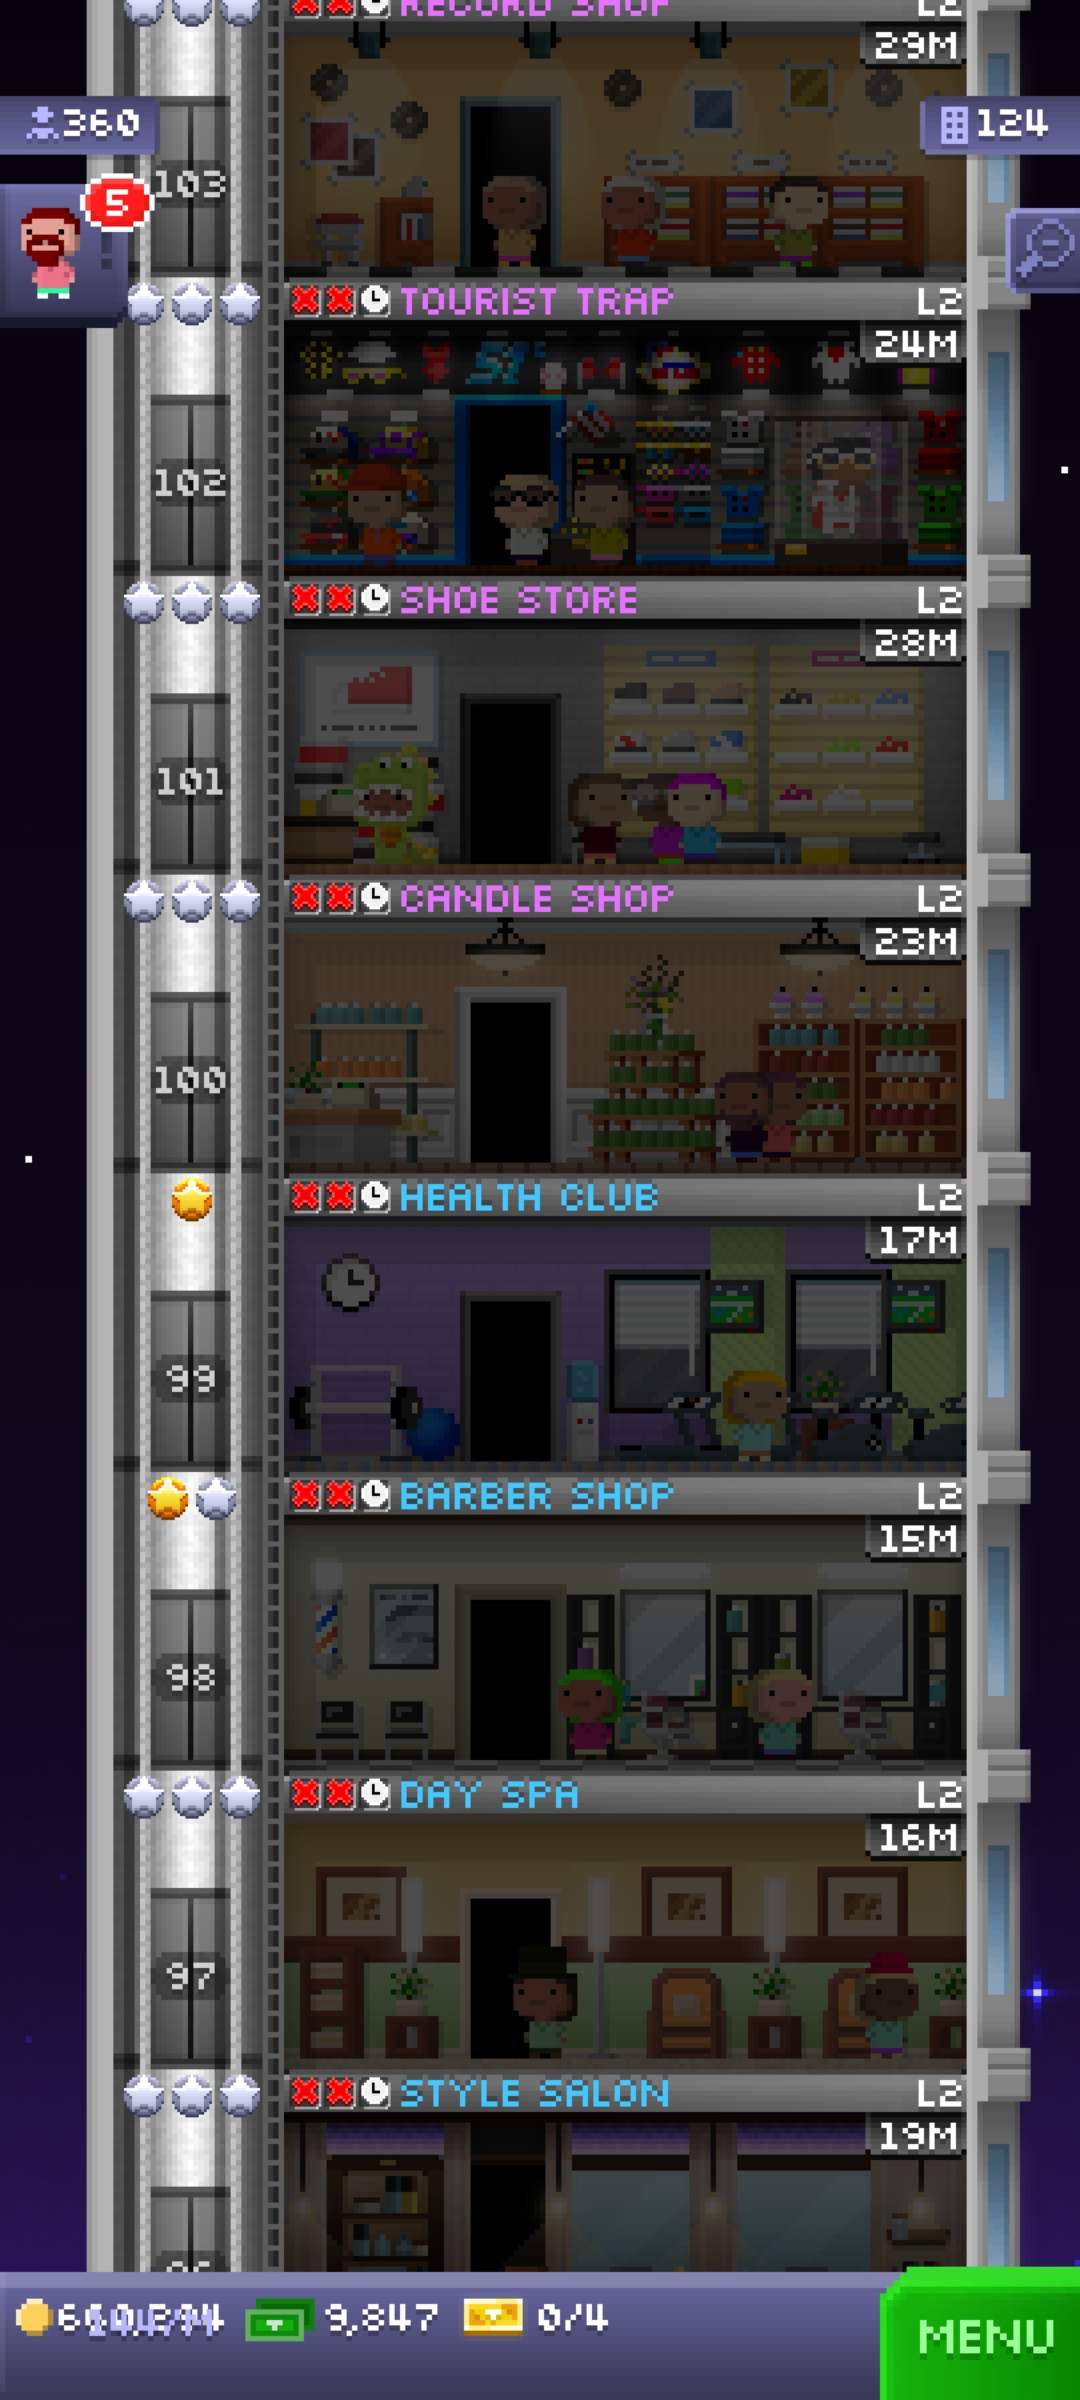 RECORD SHOP L2
29M
360
124
5
103
TOURIST TRAP L2
24M
102
SHOE STORE L2
28M
101
CANDLE SHOP L2
23M
100
HEALTH CLUB L2
17M
99
BARBER SHOP L2
15M
98
DAY SPA L2
16M
97
STYLE SALON L2
19M
9,847
0/4
MENU